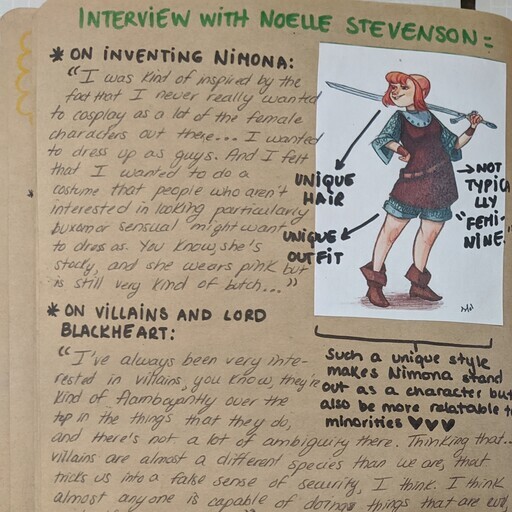 INTERVIEW WITH NOELLE STEVENSON:
* ON INVENTING NIMONA:
"I was kind of inspired by the
fact that I never really wanted
to cosplay as a lot of the female
characters out there... I wanted
to dress up as guys. And I felt
that I wanted to do a
costume that people who aren't
interested in looking particularly
buxom or sensual might want
to dress as. You know, she's
stocky, and she wears pink but
is still very kind of butch..."
UNIQUE
HAIR
UNIQUE
OUTFIT
→ NOT
TYPICA
LLY
"FEMI-
NINE."
* ON VILLAINS AND LORD
BLACKHEART:
"I've always been very inte-
rested in villains, you know, they're
kind of flamboyantly over the
top in the things that they do,
and there's not a lot of ambiguity there. Thinking that...
villains are almost a different species than we are, that
tricks us into a false sense of security, I think. I think
almost anyone is capable of doing things that are evil,
Such a unique style
makes Nimona stand
out as a character but
also be more relatable to
minorities ♥♥♥